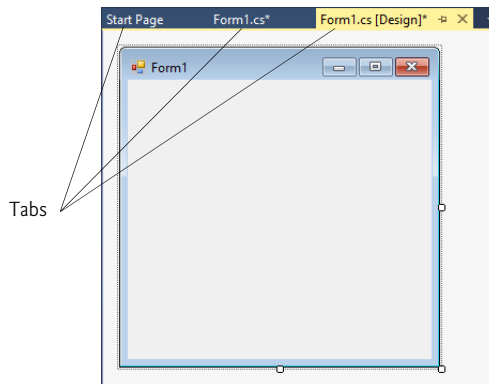 Start Page
Form1.cs*
Form1.cs [Design]*
Form1
Tabs